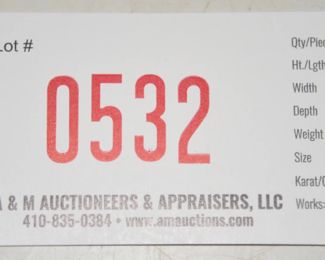 Lot #
0532
A & M AUCTIONEERS & APPRAISERS, LLC
410-835-0384 • www.amauctions.com
Qty/Piec
Ht./Lgth
Width
Depth
Weight
Size
Karat/C
Works: